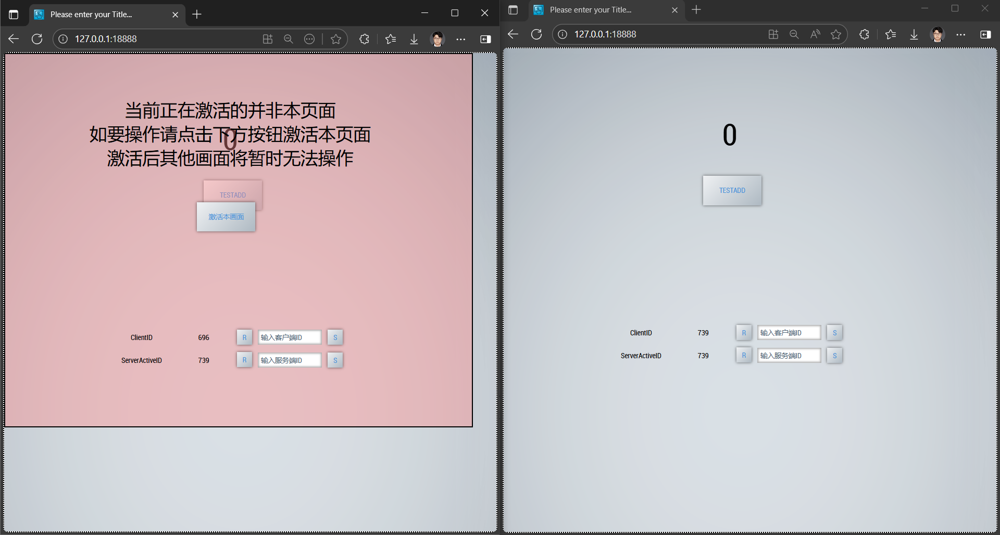 Please enter your Title...
127.0.0.1:18888
当前正在激活的并非本页面
如要操作请点击下方按钮激活本页面
0
激活后其他画面将暂时无法操作
TESTADD
激活本画面
ClientID 696 R 输入客户端ID S
ServerActiveID 739 R 输入服务端ID S
Please enter your Title...
127.0.0.1:18888
0
TESTADD
ClientID 739 R 输入客户端ID S
ServerActiveID 739 R 输入服务端ID S